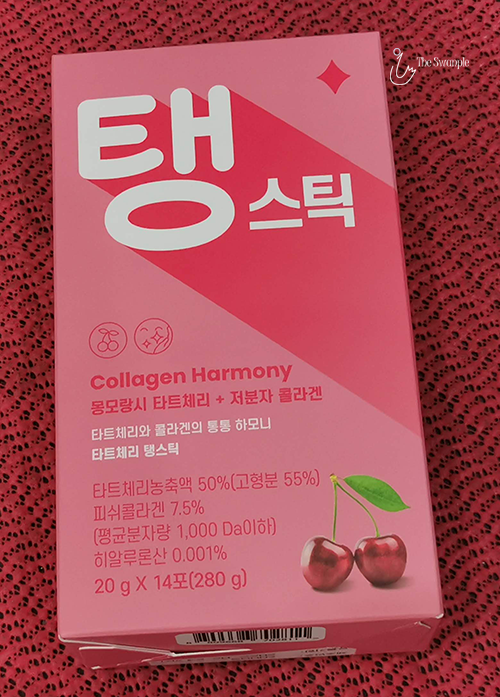 The Swanple
탱
스틱
Collagen Harmony
몽모랑시 타트체리 + 저분자 콜라겐
타트체리와 콜라겐의 통통 하모니
타트체리 탱스틱
타트체리농축액 50%(고형분 55%)
피쉬콜라겐 7.5%
(평균분자량 1,000 Da이하)
히알루론산 0.001%
20 g X 14포(280 g)